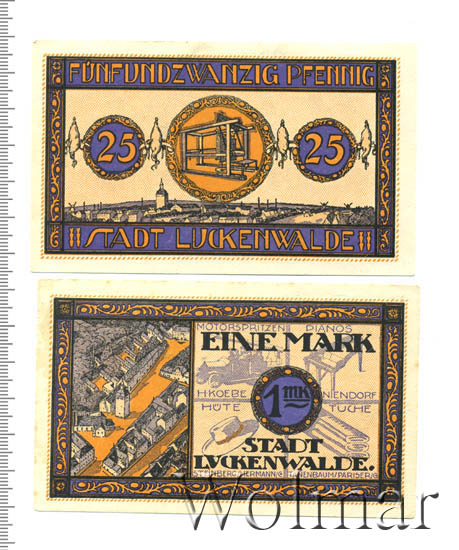 FÜNFUNDZWANZIG PFENNIG
25 25
STADT LUCKENWALDE
MOTORSPRITZEN PIANOS
EINE MARK
H·KOEBE NIENDORF
1 MK
HÜTE TUCHE
STADT
LUCKENWALDE.
Wolmar